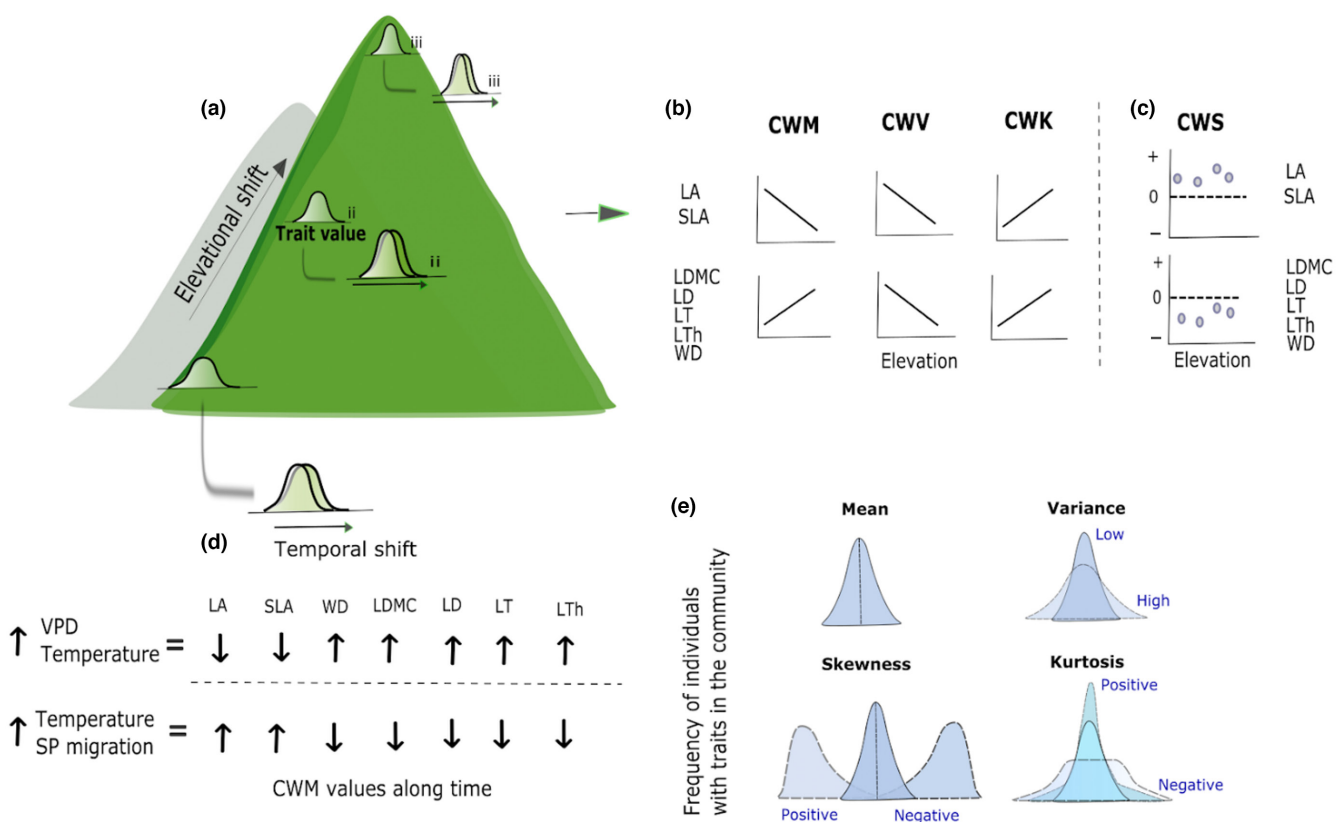 (a)
iii
iii
Elevational shift
ii
Trait value
ii
Temporal shift
(b)
CWM
CWV
CWK
LA
SLA
LDMC
LD
LT
LTh
WD
Elevation
(c)
CWS
+
0
−
LA
SLA
+
0
−
LDMC
LD
LT
LTh
WD
Elevation
(d)
LA SLA WD LDMC LD LT LTh
↑ VPD
Temperature = ↓ ↓ ↑ ↑ ↑ ↑ ↑
↑ Temperature
SP migration = ↑ ↑ ↓ ↓ ↓ ↓ ↓
CWM values along time
(e)
Frequency of individuals
with traits in the community
Mean
Variance
Low
High
Skewness
Positive
Negative
Kurtosis
Positive
Negative